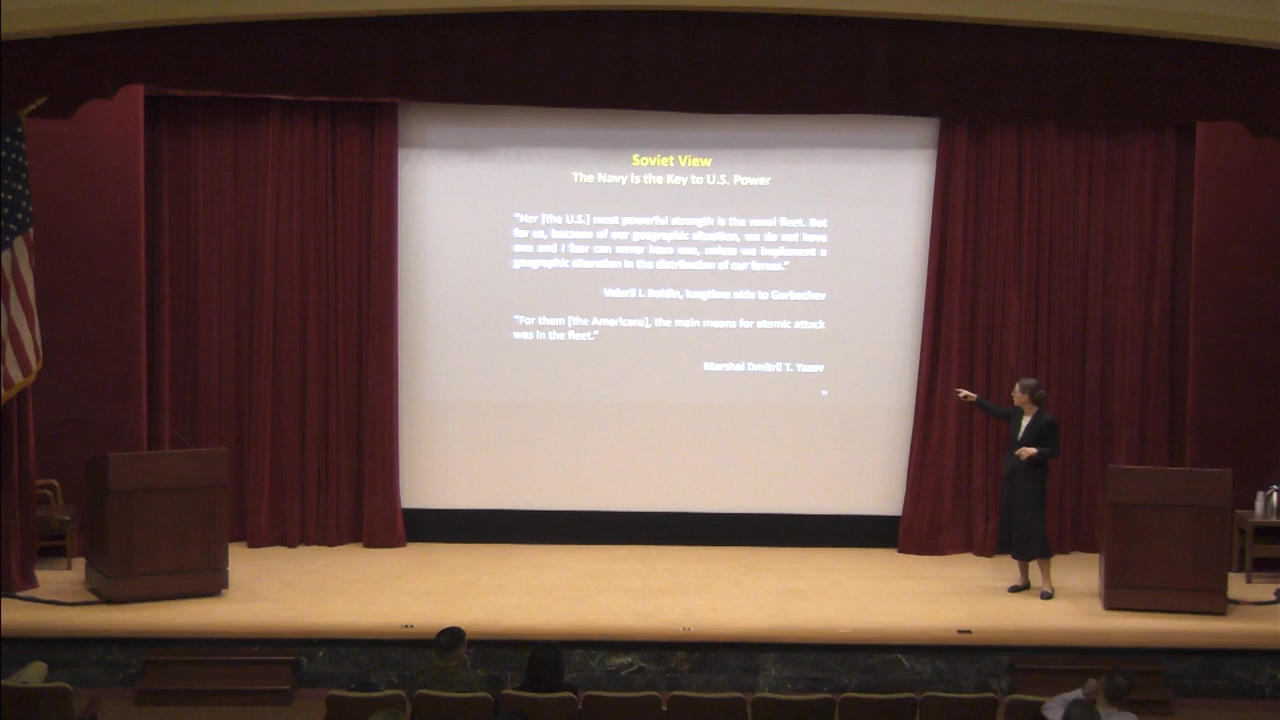 Soviet View
The Navy is the Key to U.S. Power
"Her [the U.S.] most powerful strength is the naval fleet. But
for us, because of our geographic situation, we do not have
one and I fear can never have one, unless we implement a
geographic alteration in the distribution of our forces."
Valerii I. Boldin, longtime aide to Gorbachev
"For them [the Americans], the main means for atomic attack
was in the fleet."
Marshal Dmitrii T. Yazov
"